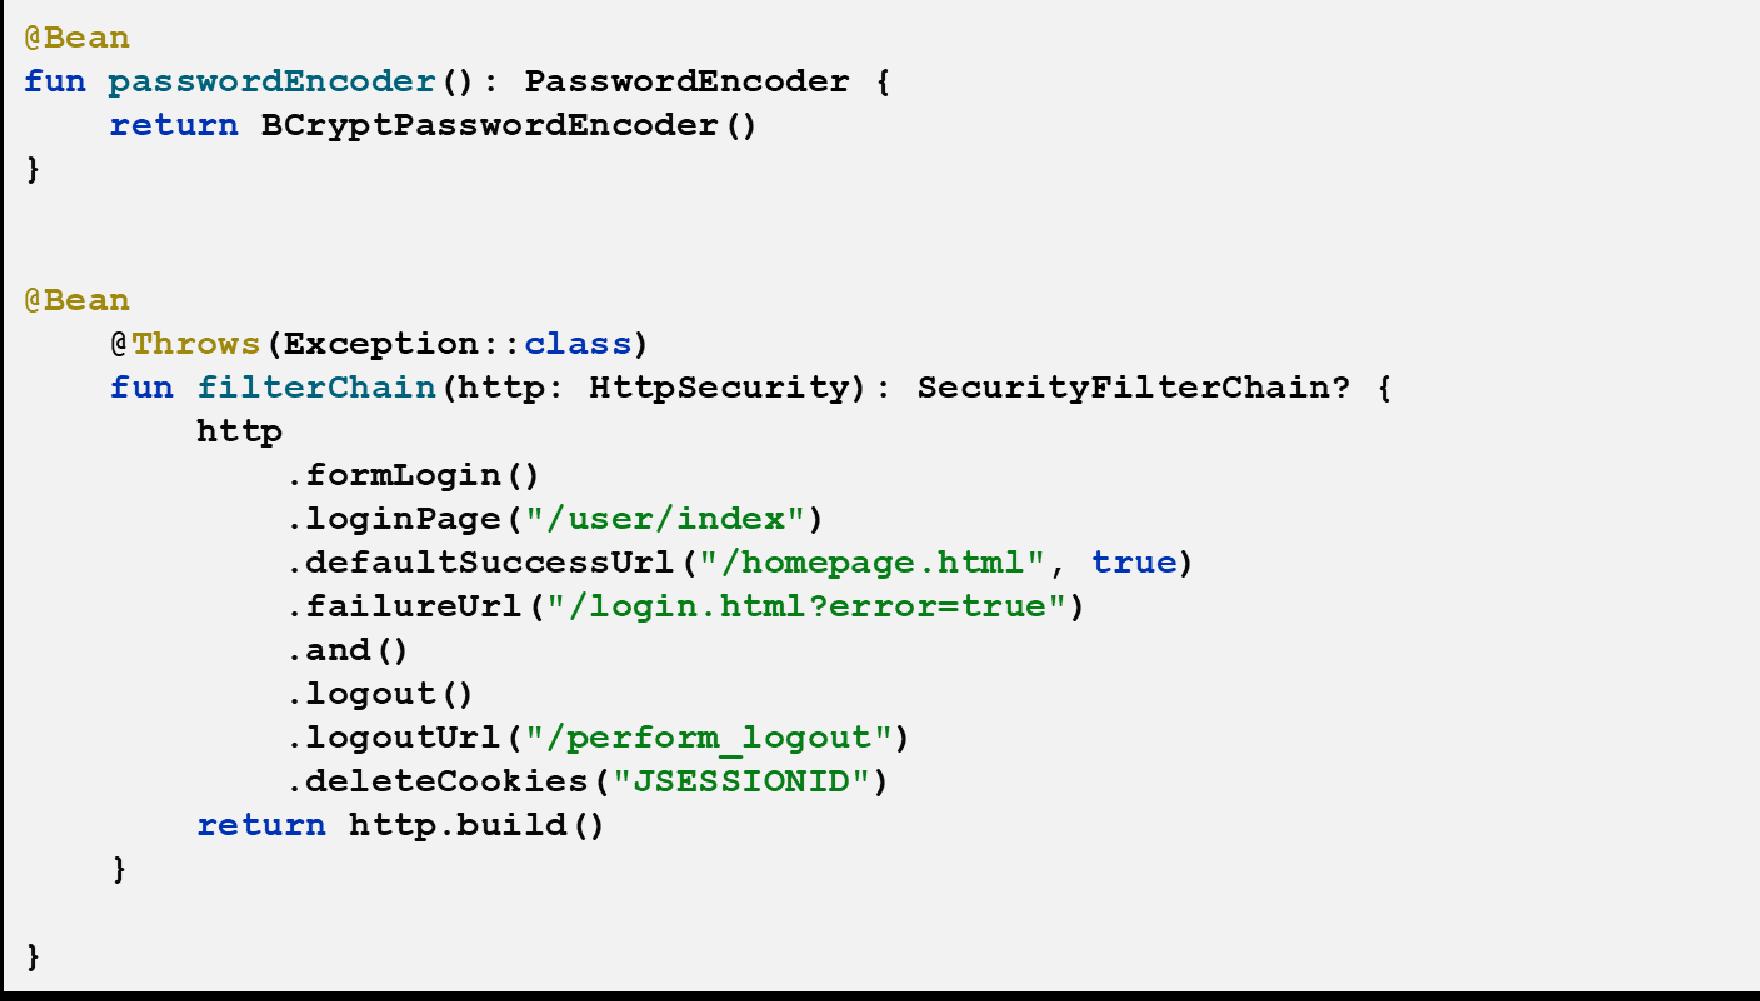 @Bean
fun passwordEncoder(): PasswordEncoder {
    return BCryptPasswordEncoder()
}
@Bean
    @Throws(Exception::class)
    fun filterChain(http: HttpSecurity): SecurityFilterChain? {
        http
            .formLogin()
            .loginPage("/user/index")
            .defaultSuccessUrl("/homepage.html", true)
            .failureUrl("/login.html?error=true")
            .and()
            .logout()
            .logoutUrl("/perform_logout")
            .deleteCookies("JSESSIONID")
        return http.build()
    }
}